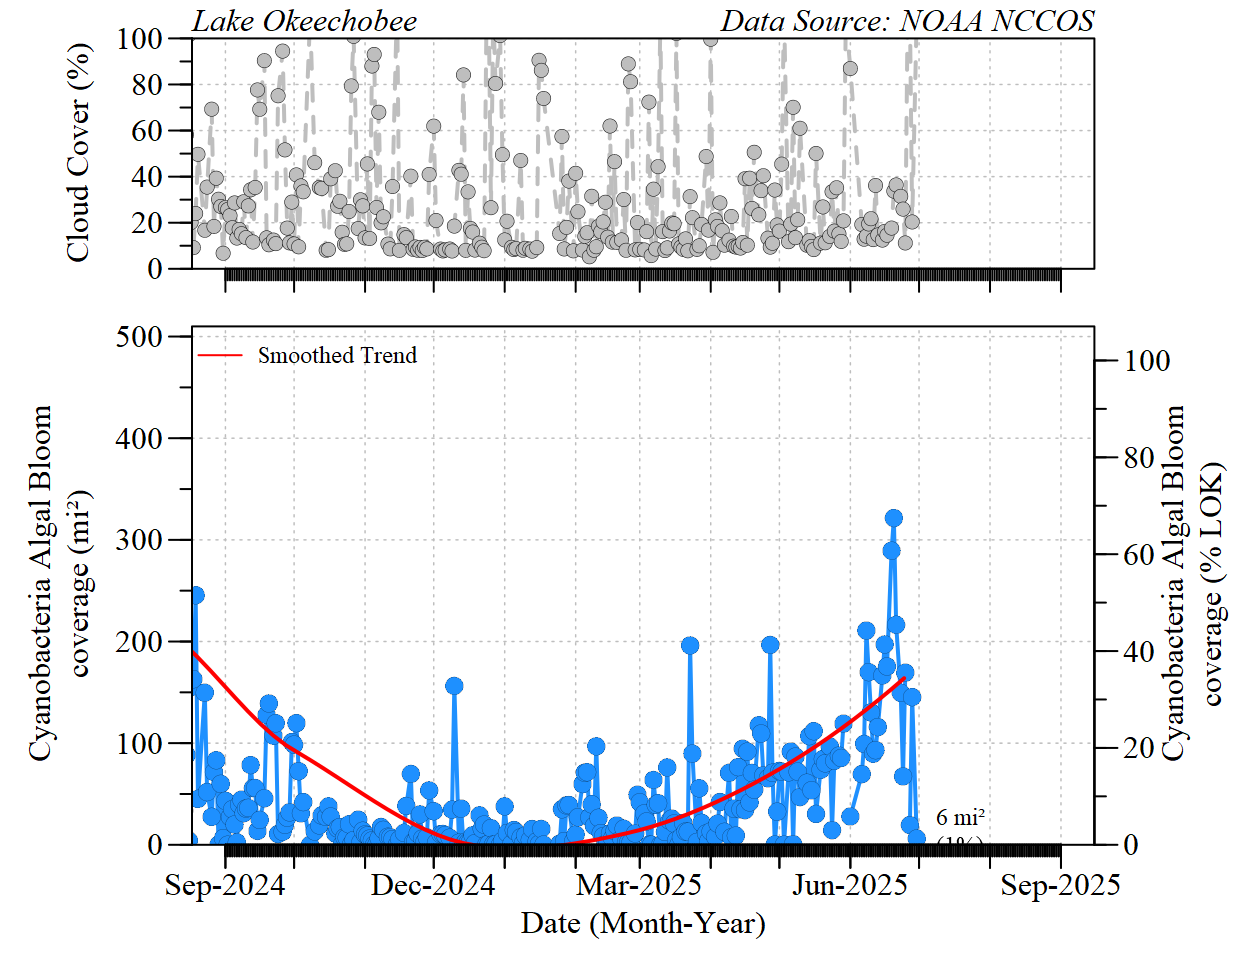 Lake Okeechobee
Data Source: NOAA NCCOS
Cloud Cover (%)
100
80
60
40
20
0
Cyanobacteria Algal Bloom
coverage (mi²)
500
400
300
200
100
0
Smoothed Trend
6 mi²
(1%)
100
80
60
40
20
0
Cyanobacteria Algal Bloom
coverage (% LOK)
Sep-2024
Dec-2024
Mar-2025
Jun-2025
Sep-2025
Date (Month-Year)